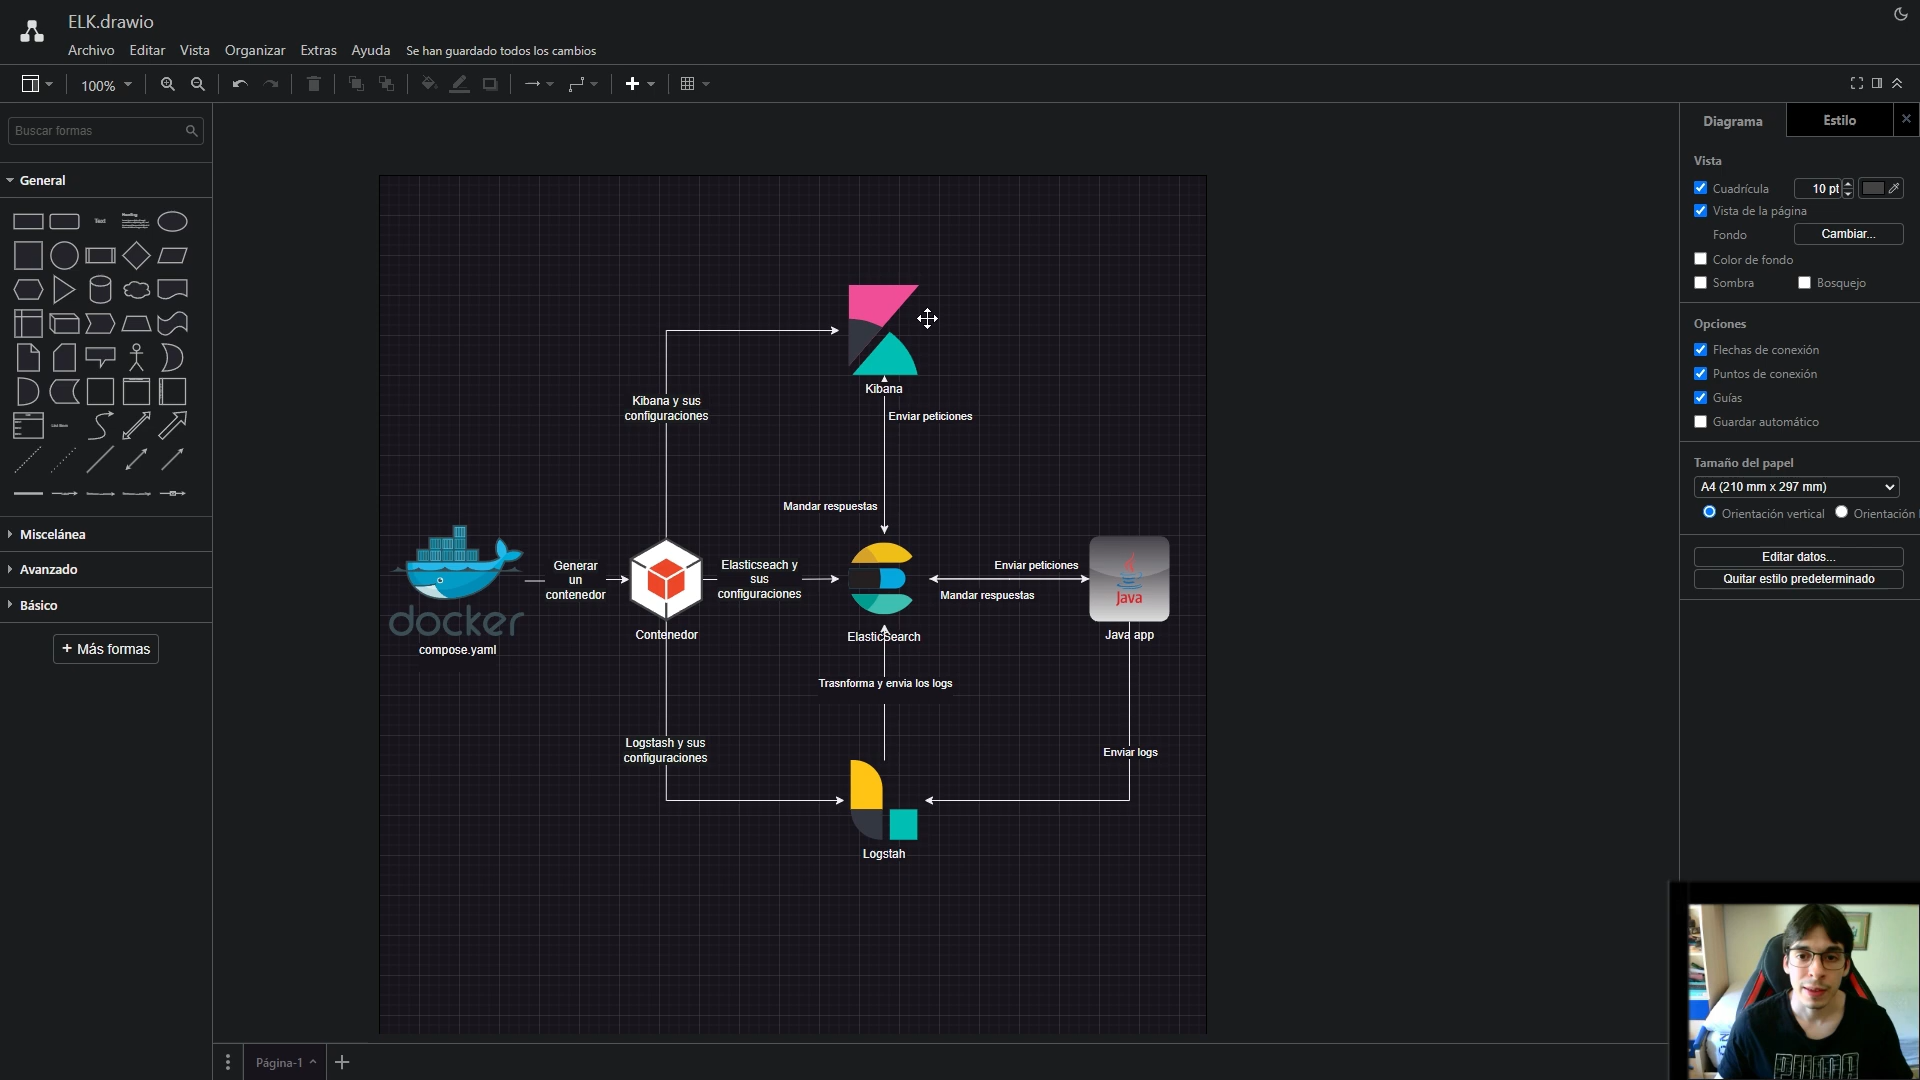 ELK.drawio
Archivo Editar Vista Organizar Extras Ayuda Se han guardado todos los cambios
100%
Buscar formas
General
Text
Heading
List Item
Miscelánea
Avanzado
Básico
+ Más formas
Kibana
Kibana y sus
configuraciones
Enviar peticiones
Mandar respuestas
docker
compose.yaml
Generar
un
contenedor
Contenedor
Elasticseach y
sus
configuraciones
ElasticSearch
Enviar peticiones
Mandar respuestas
Java
Java app
Trasnforma y envia los logs
Logstash y sus
configuraciones
Enviar logs
Logstah
Diagrama
Estilo
Vista
Cuadrícula
10 pt
Vista de la página
Fondo
Cambiar...
Color de fondo
Sombra
Bosquejo
Opciones
Flechas de conexión
Puntos de conexión
Guías
Guardar automático
Tamaño del papel
A4 (210 mm x 297 mm)
Orientación vertical
Orientación
Editar datos...
Quitar estilo predeterminado
Página-1
PUMA